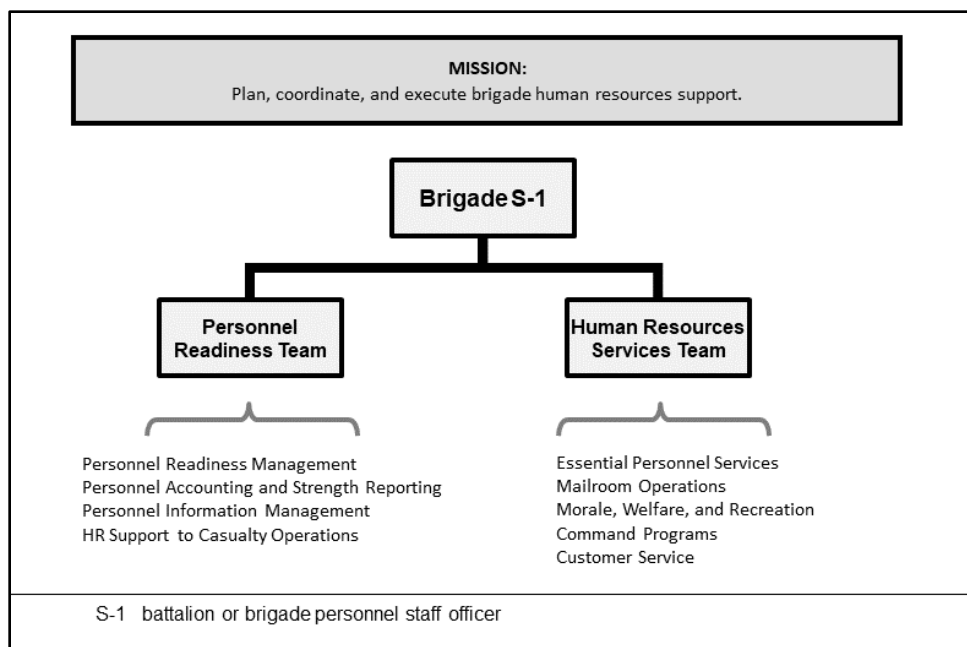 MISSION:
Plan, coordinate, and execute brigade human resources support.
Brigade S-1
Personnel
Readiness Team
Human Resources
Services Team
Personnel Readiness Management
Personnel Accounting and Strength Reporting
Personnel Information Management
HR Support to Casualty Operations
Essential Personnel Services
Mailroom Operations
Morale, Welfare, and Recreation
Command Programs
Customer Service
S-1 battalion or brigade personnel staff officer